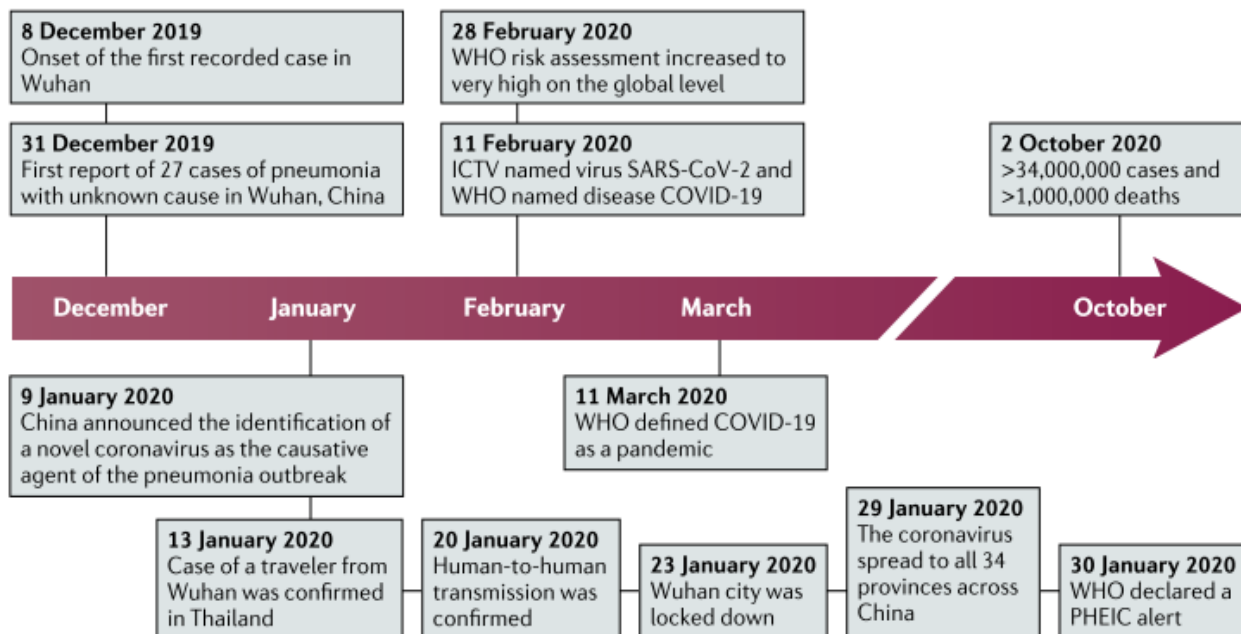 8 December 2019
Onset of the first recorded case in
Wuhan
31 December 2019
First report of 27 cases of pneumonia
with unknown cause in Wuhan, China
28 February 2020
WHO risk assessment increased to
very high on the global level
11 February 2020
ICTV named virus SARS-CoV-2 and
WHO named disease COVID-19
2 October 2020
>34,000,000 cases and
>1,000,000 deaths
December January February March October
9 January 2020
China announced the identification of
a novel coronavirus as the causative
agent of the pneumonia outbreak
11 March 2020
WHO defined COVID-19
as a pandemic
13 January 2020
Case of a traveler from
Wuhan was confirmed
in Thailand
20 January 2020
Human-to-human
transmission was
confirmed
23 January 2020
Wuhan city was
locked down
29 January 2020
The coronavirus
spread to all 34
provinces across
China
30 January 2020
WHO declared a
PHEIC alert